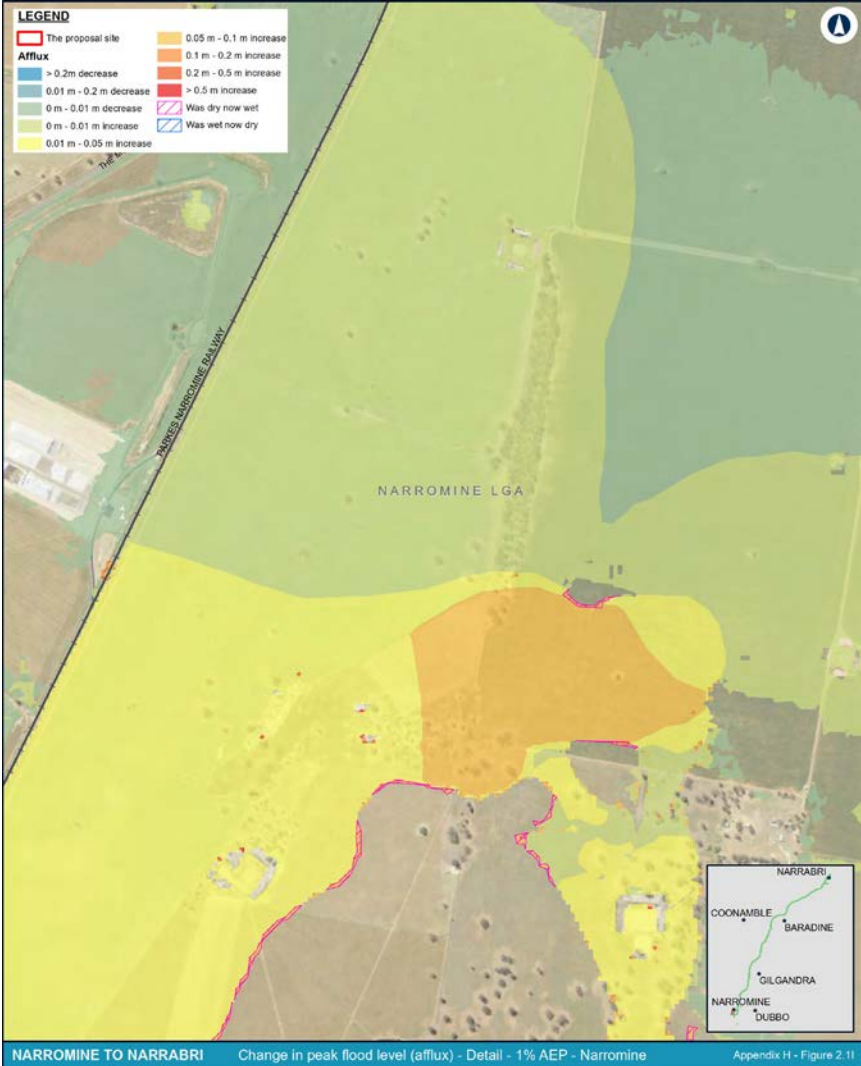 LEGEND
The proposal site
Afflux
> 0.2m decrease
0.01 m - 0.2 m decrease
0 m - 0.01 m decrease
0 m - 0.01 m increase
0.01 m - 0.05 m increase
0.05 m - 0.1 m increase
0.1 m - 0.2 m increase
0.2 m - 0.5 m increase
> 0.5 m increase
Was dry now wet
Was wet now dry
PARKES NARROMINE RAILWAY
NARROMINE LGA
NARRABRI
COONAMBLE
BARADINE
GILGANDRA
NARROMINE
DUBBO
NARROMINE TO NARRABRI Change in peak flood level (afflux) - Detail - 1% AEP - Narromine Appendix H - Figure 2.1I